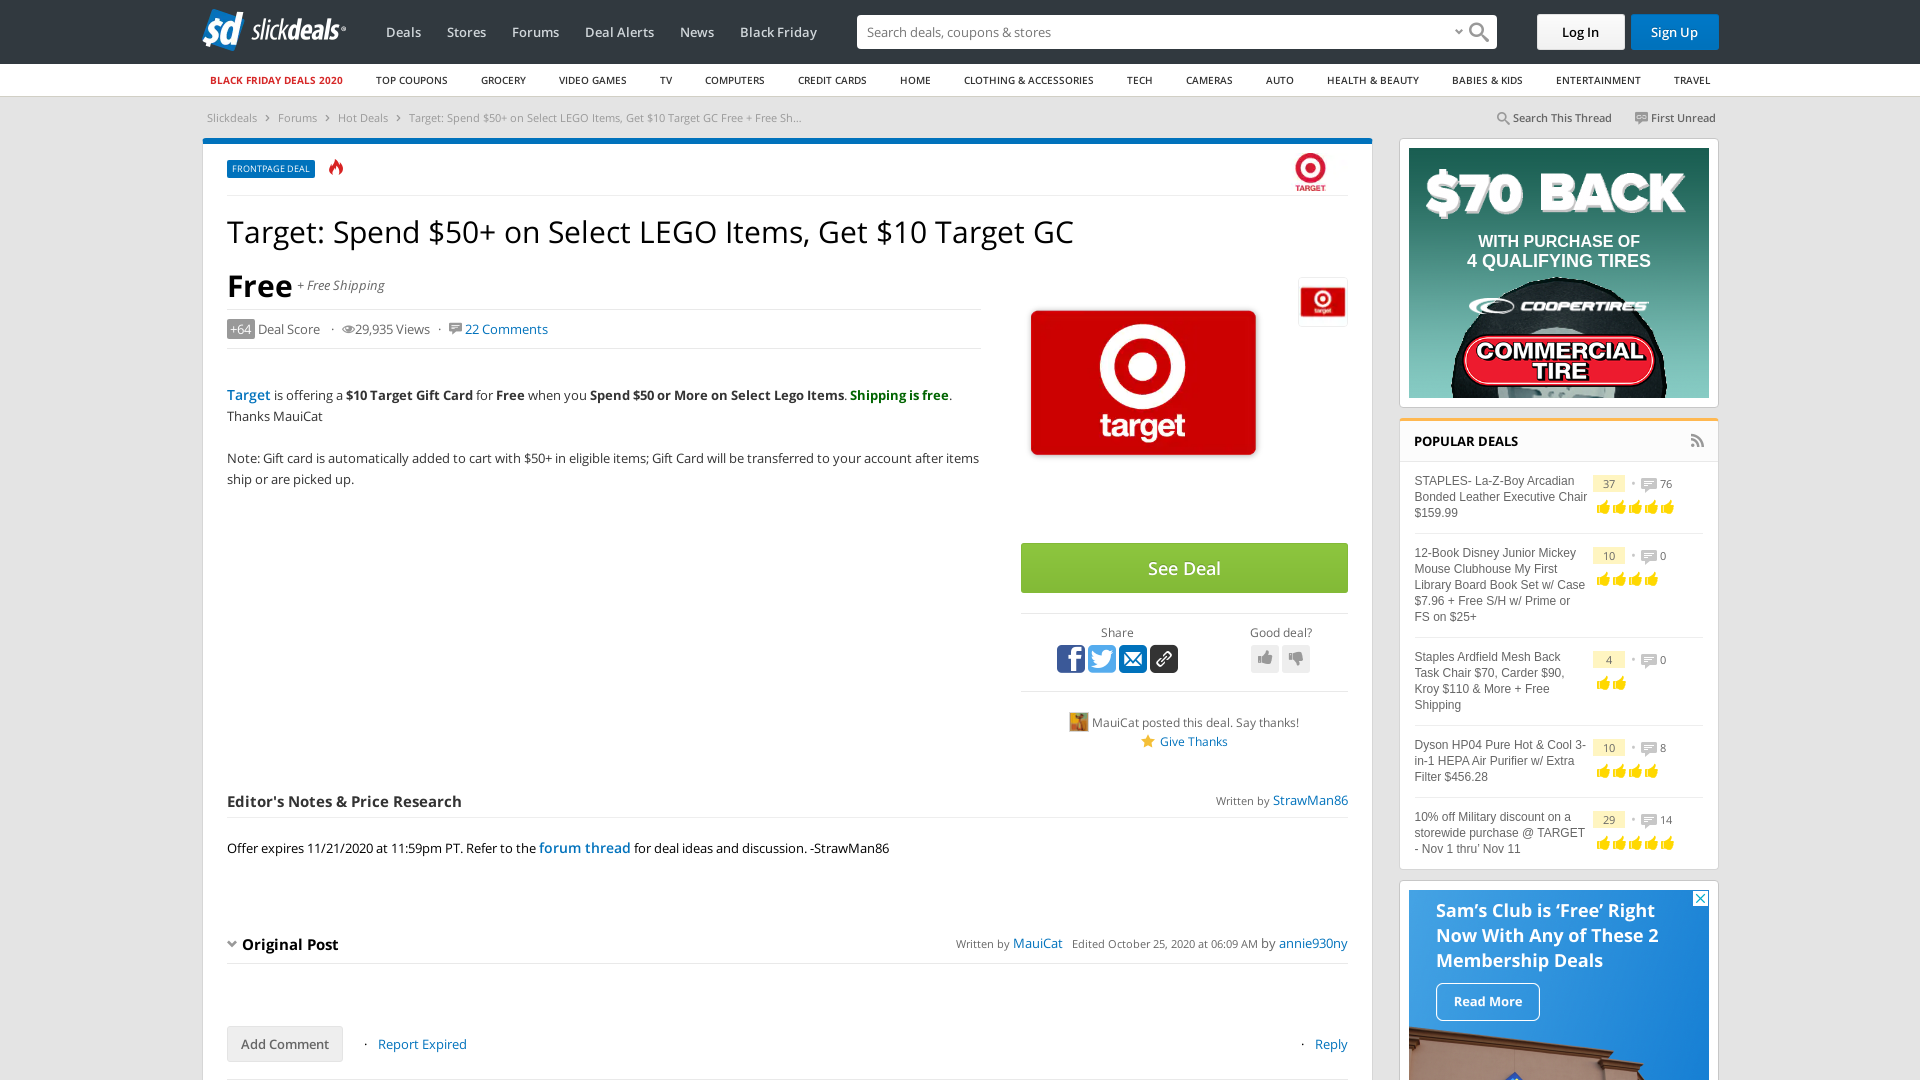 sd slickdeals®
Deals Stores Forums Deal Alerts News Black Friday
Search deals, coupons & stores
Log In
Sign Up
BLACK FRIDAY DEALS 2020 TOP COUPONS GROCERY VIDEO GAMES TV COMPUTERS CREDIT CARDS HOME CLOTHING & ACCESSORIES TECH CAMERAS AUTO HEALTH & BEAUTY BABIES & KIDS ENTERTAINMENT TRAVEL
Slickdeals › Forums › Hot Deals › Target: Spend $50+ on Select LEGO Items, Get $10 Target GC Free + Free Sh...
Search This Thread First Unread
FRONTPAGE DEAL
TARGET
Target: Spend $50+ on Select LEGO Items, Get $10 Target GC
Free + Free Shipping
+64 Deal Score · 29,935 Views · 22 Comments
Target is offering a $10 Target Gift Card for Free when you Spend $50 or More on Select Lego Items. Shipping is free.
Thanks MauiCat
Note: Gift card is automatically added to cart with $50+ in eligible items; Gift Card will be transferred to your account after items
ship or are picked up.
target
target
See Deal
Share
Good deal?
MauiCat posted this deal. Say thanks!
Give Thanks
Editor's Notes & Price Research
Written by StrawMan86
Offer expires 11/21/2020 at 11:59pm PT. Refer to the forum thread for deal ideas and discussion. -StrawMan86
Original Post
Written by MauiCat Edited October 25, 2020 at 06:09 AM by annie930ny
Add Comment · Report Expired
· Reply
$70 BACK
WITH PURCHASE OF
4 QUALIFYING TIRES
COOPERTIRES
COMMERCIAL
TIRE
POPULAR DEALS
STAPLES- La-Z-Boy Arcadian
Bonded Leather Executive Chair
$159.99
37 • 76
12-Book Disney Junior Mickey
Mouse Clubhouse My First
Library Board Book Set w/ Case
$7.96 + Free S/H w/ Prime or
FS on $25+
10 • 0
Staples Ardfield Mesh Back
Task Chair $70, Carder $90,
Kroy $110 & More + Free
Shipping
4 • 0
Dyson HP04 Pure Hot & Cool 3-
in-1 HEPA Air Purifier w/ Extra
Filter $456.28
10 • 8
10% off Military discount on a
storewide purchase @ TARGET
- Nov 1 thru' Nov 11
29 • 14
Sam's Club is ‘Free’ Right
Now With Any of These 2
Membership Deals
Read More